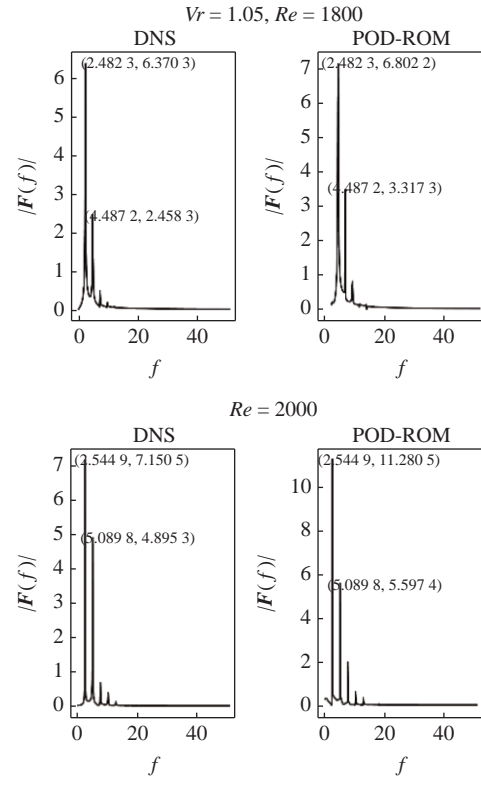 Vr = 1.05, Re = 1800
DNS
POD-ROM
(2.482 3, 6.370 3)
(4.487 2, 2.458 3)
6
5
4
3
2
1
0
|F(f)|
0 20 40
f
(2.482 3, 6.802 2)
(4.487 2, 3.317 3)
7
6
5
4
3
2
1
0
|F(f)|
0 20 40
f
Re = 2000
DNS
POD-ROM
(2.544 9, 7.150 5)
(5.089 8, 4.895 3)
7
6
5
4
3
2
1
0
|F(f)|
0 20 40
f
(2.544 9, 11.280 5)
(5.089 8, 5.597 4)
10
8
6
4
2
0
|F(f)|
0 20 40
f